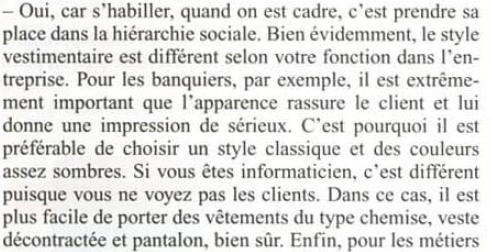 – Oui, car s'habiller, quand on est cadre, c'est prendre sa
place dans la hiérarchie sociale. Bien évidemment, le style
vestimentaire est différent selon votre fonction dans l'en-
treprise. Pour les banquiers, par exemple, il est extrême-
ment important que l'apparence rassure le client et lui
donne une impression de sérieux. C'est pourquoi il est
préférable de choisir un style classique et des couleurs
assez sombres. Si vous êtes informaticien, c'est différent
puisque vous ne voyez pas les clients. Dans ce cas, il est
plus facile de porter des vêtements du type chemise, veste
décontractée et pantalon, bien sûr. Enfin, pour les métiers